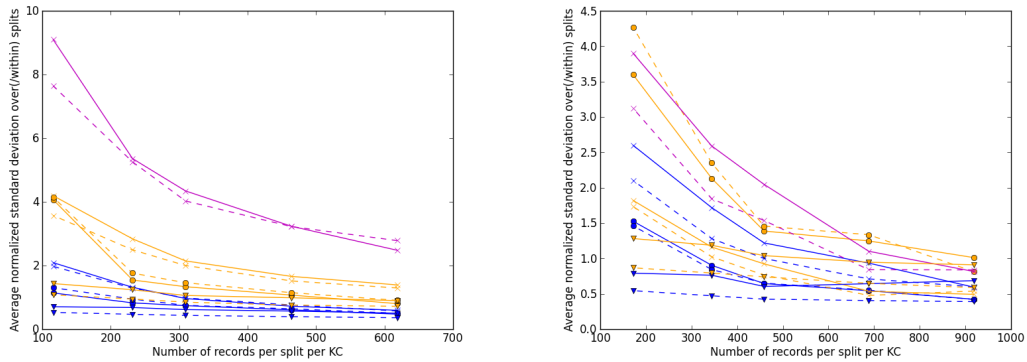 Average normalized standard deviation over(/within) splits
10
8
6
4
2
0
100 200 300 400 500 600 700
Number of records per split per KC
Average normalized standard deviation over(/within) splits
4.5
4.0
3.5
3.0
2.5
2.0
1.5
1.0
0.5
0.0
100 200 300 400 500 600 700 800 900 1000
Number of records per split per KC